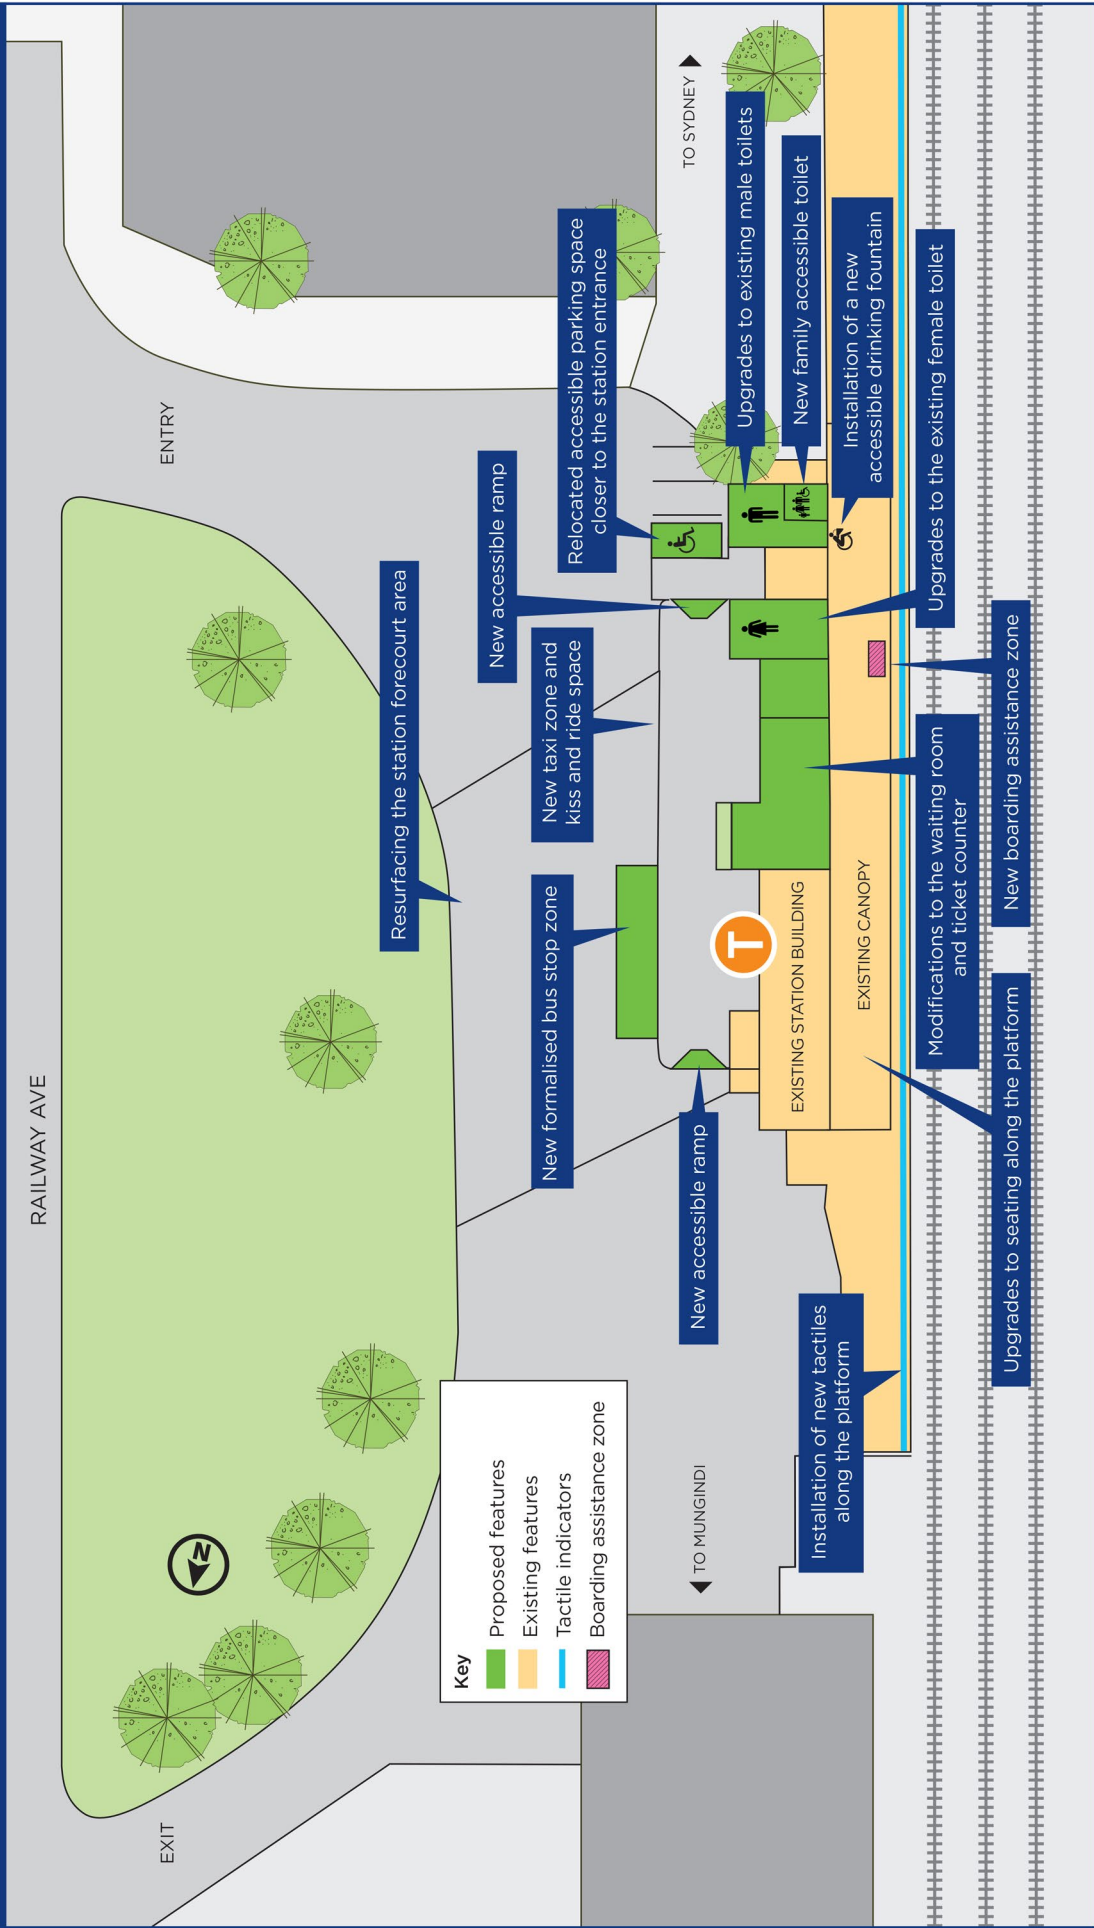 RAILWAY AVE
EXIT
ENTRY
Resurfacing the station forecourt area
New accessible ramp
New formalised bus stop zone
New taxi zone and
kiss and ride space
Relocated accessible parking space
closer to the station entrance
Key
Proposed features
Existing features
Tactile indicators
Boarding assistance zone
N
TO MUNGINDI
New accessible ramp
T
TO SYDNEY
Upgrades to existing male toilets
New family accessible toilet
EXISTING STATION BUILDING
EXISTING CANOPY
Installation of new tactiles
along the platform
Installation of a new
accessible drinking fountain
Modifications to the waiting room
and ticket counter
Upgrades to the existing female toilet
Upgrades to seating along the platform
New boarding assistance zone